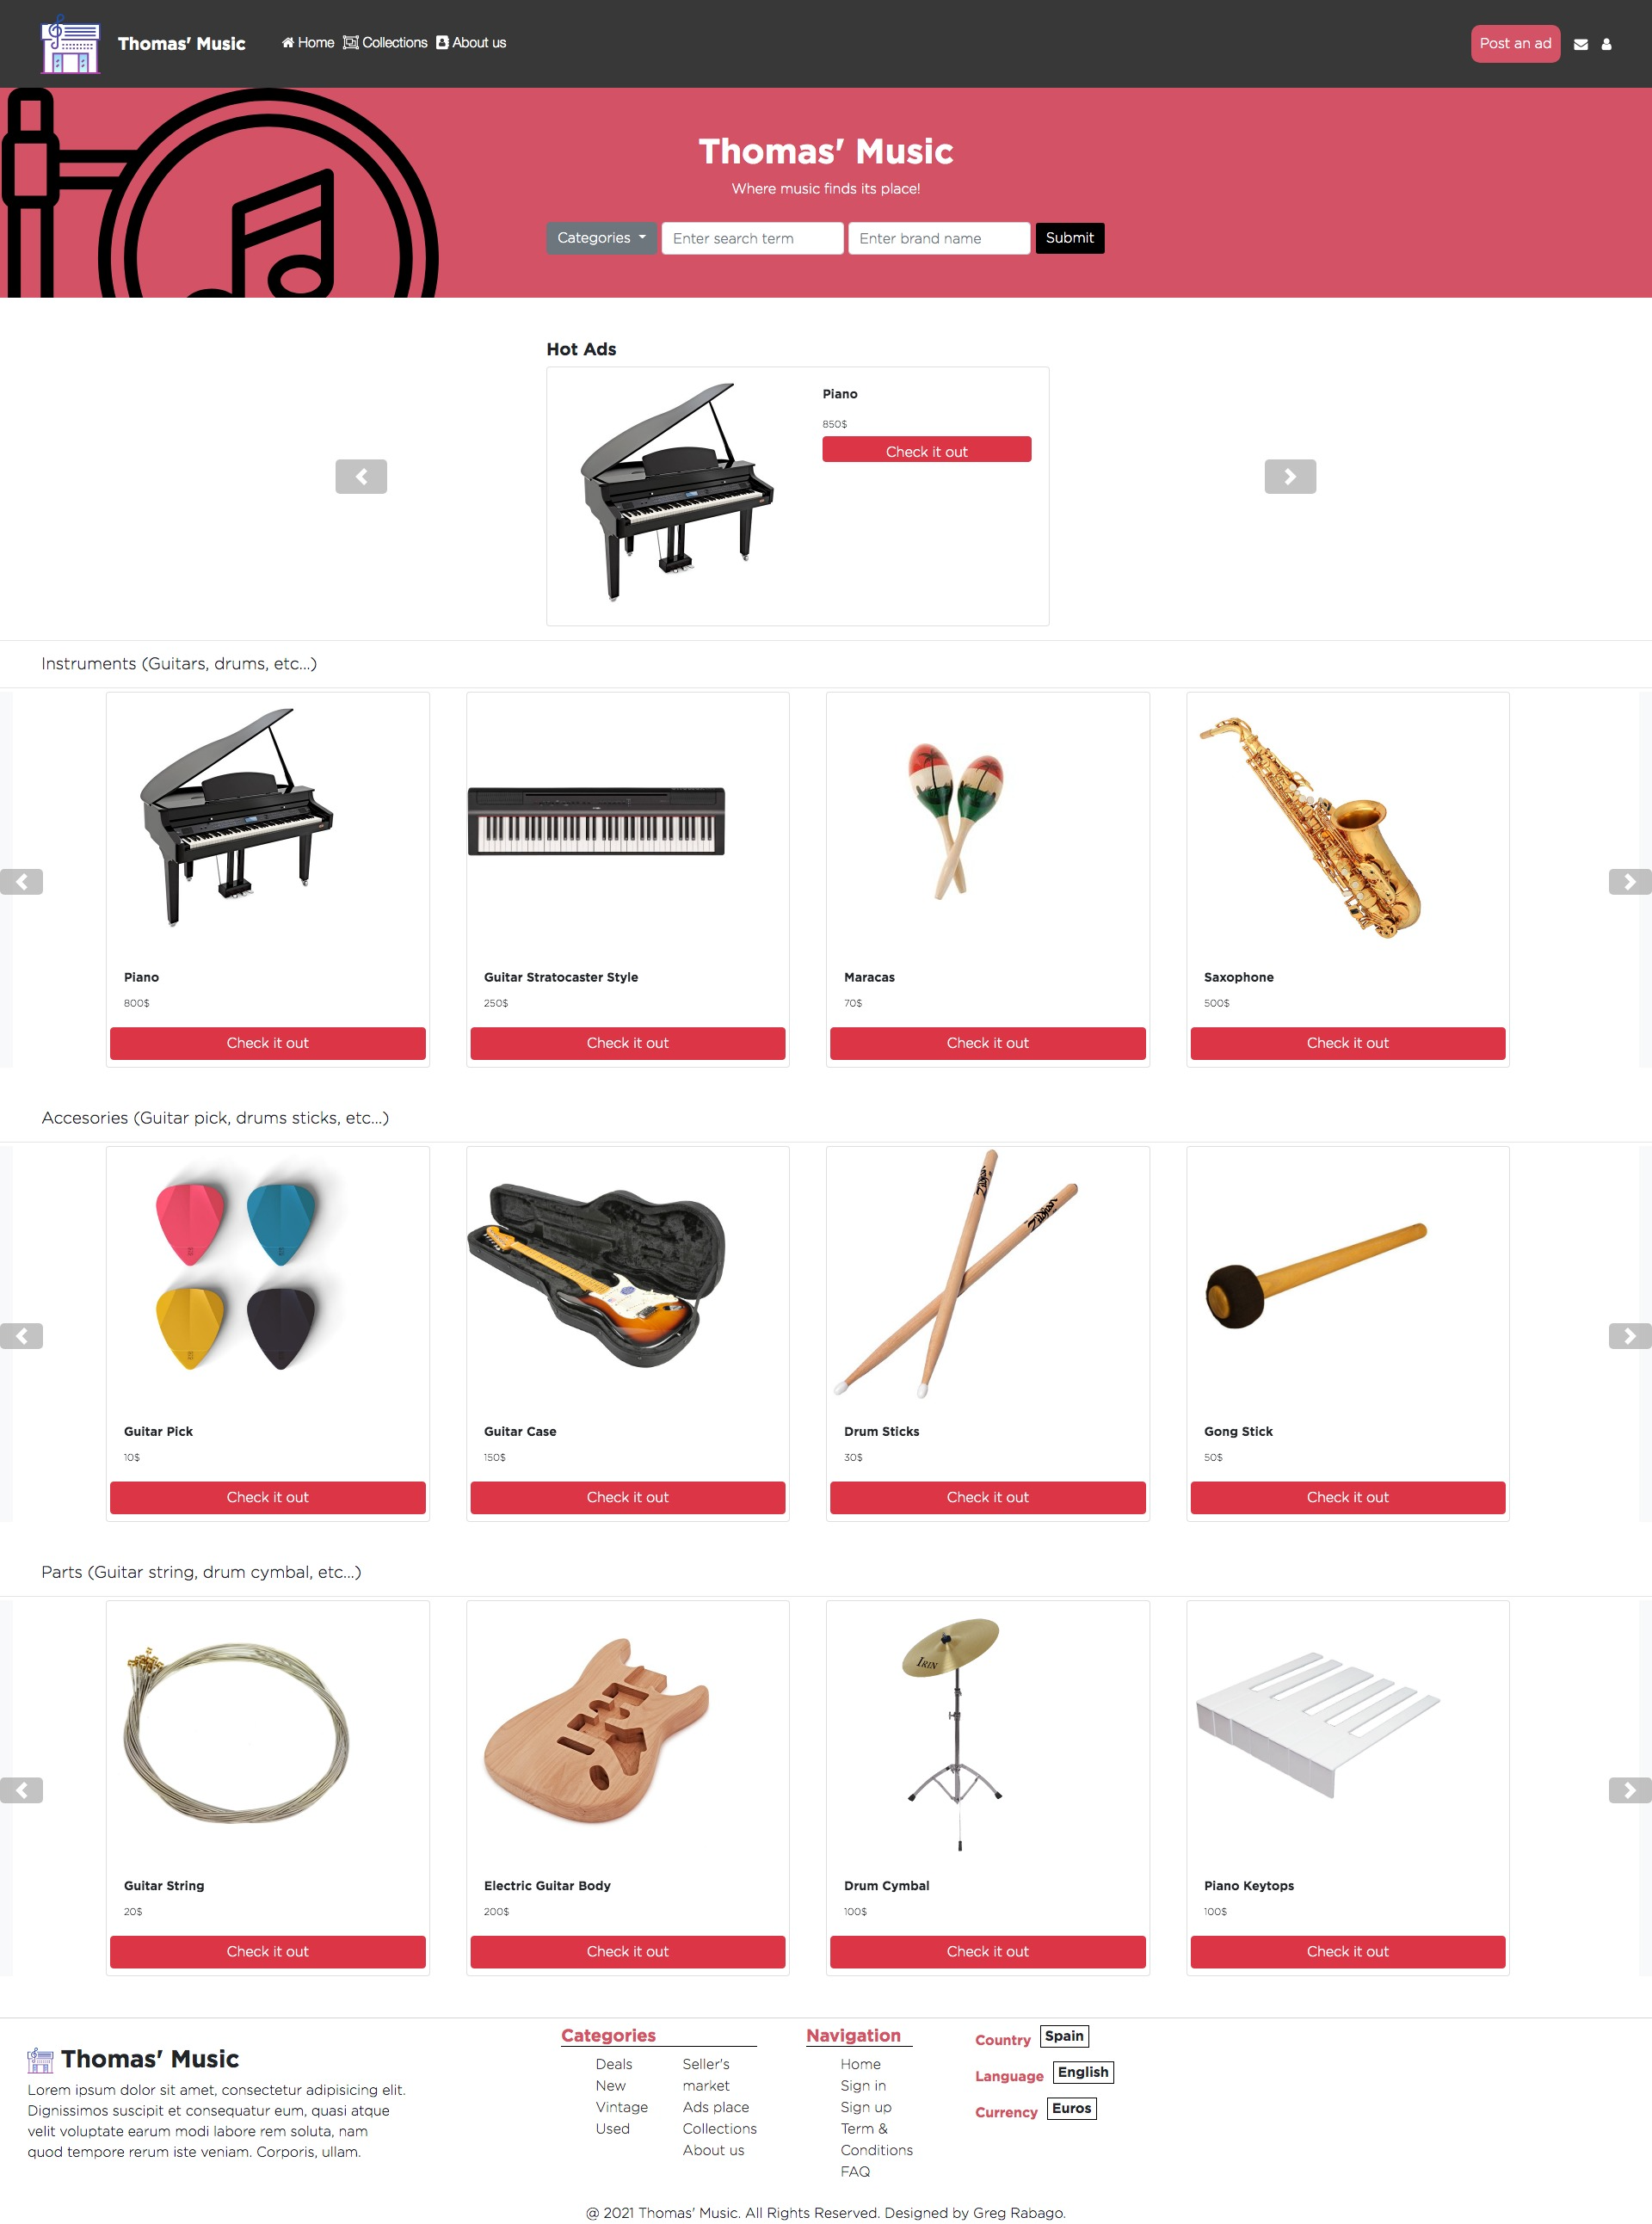 Thomas' Music
Home Collections About us
Post an ad
Thomas' Music
Where music finds its place!
Categories Enter search term Enter brand name Submit
Hot Ads
Piano
850$
Check it out
Instruments (Guitars, drums, etc...)
Piano
800$
Check it out
Guitar Stratocaster Style
250$
Check it out
Maracas
70$
Check it out
Saxophone
500$
Check it out
Accesories (Guitar pick, drums sticks, etc...)
Guitar Pick
10$
Check it out
Guitar Case
150$
Check it out
Zildjian
Zildjian
Drum Sticks
30$
Check it out
Gong Stick
50$
Check it out
Parts (Guitar string, drum cymbal, etc...)
Guitar String
20$
Check it out
Electric Guitar Body
200$
Check it out
IRIN
Drum Cymbal
100$
Check it out
Piano Keytops
100$
Check it out
Thomas' Music
Lorem ipsum dolor sit amet, consectetur adipisicing elit.
Dignissimos suscipit et consequatur eum, quasi atque
velit voluptate earum modi labore rem soluta, nam
quod tempore rerum iste veniam. Corporis, ullam.
Categories
Deals
New
Vintage
Used
Seller's
market
Ads place
Collections
About us
Navigation
Home
Sign in
Sign up
Term &
Conditions
FAQ
Country Spain
Language English
Currency Euros
@ 2021 Thomas' Music. All Rights Reserved. Designed by Greg Rabago.